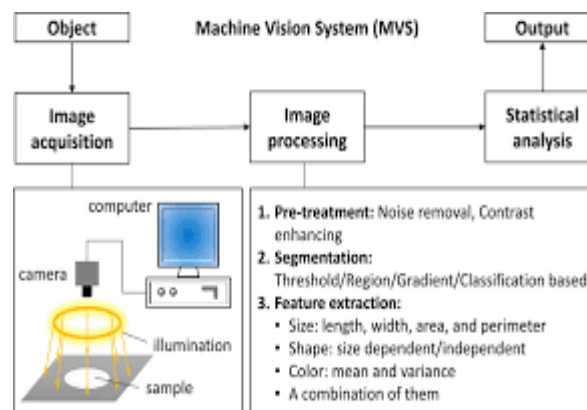 Object
Machine Vision System (MVS)
Output
Image
acquisition
Image
processing
Statistical
analysis
computer
camera
illumination
sample
1. Pre-treatment: Noise removal, Contrast
enhancing
2. Segmentation:
Threshold/Region/Gradient/Classification based
3. Feature extraction:
• Size: length, width, area, and perimeter
• Shape: size dependent/independent
• Color: mean and variance
• A combination of them